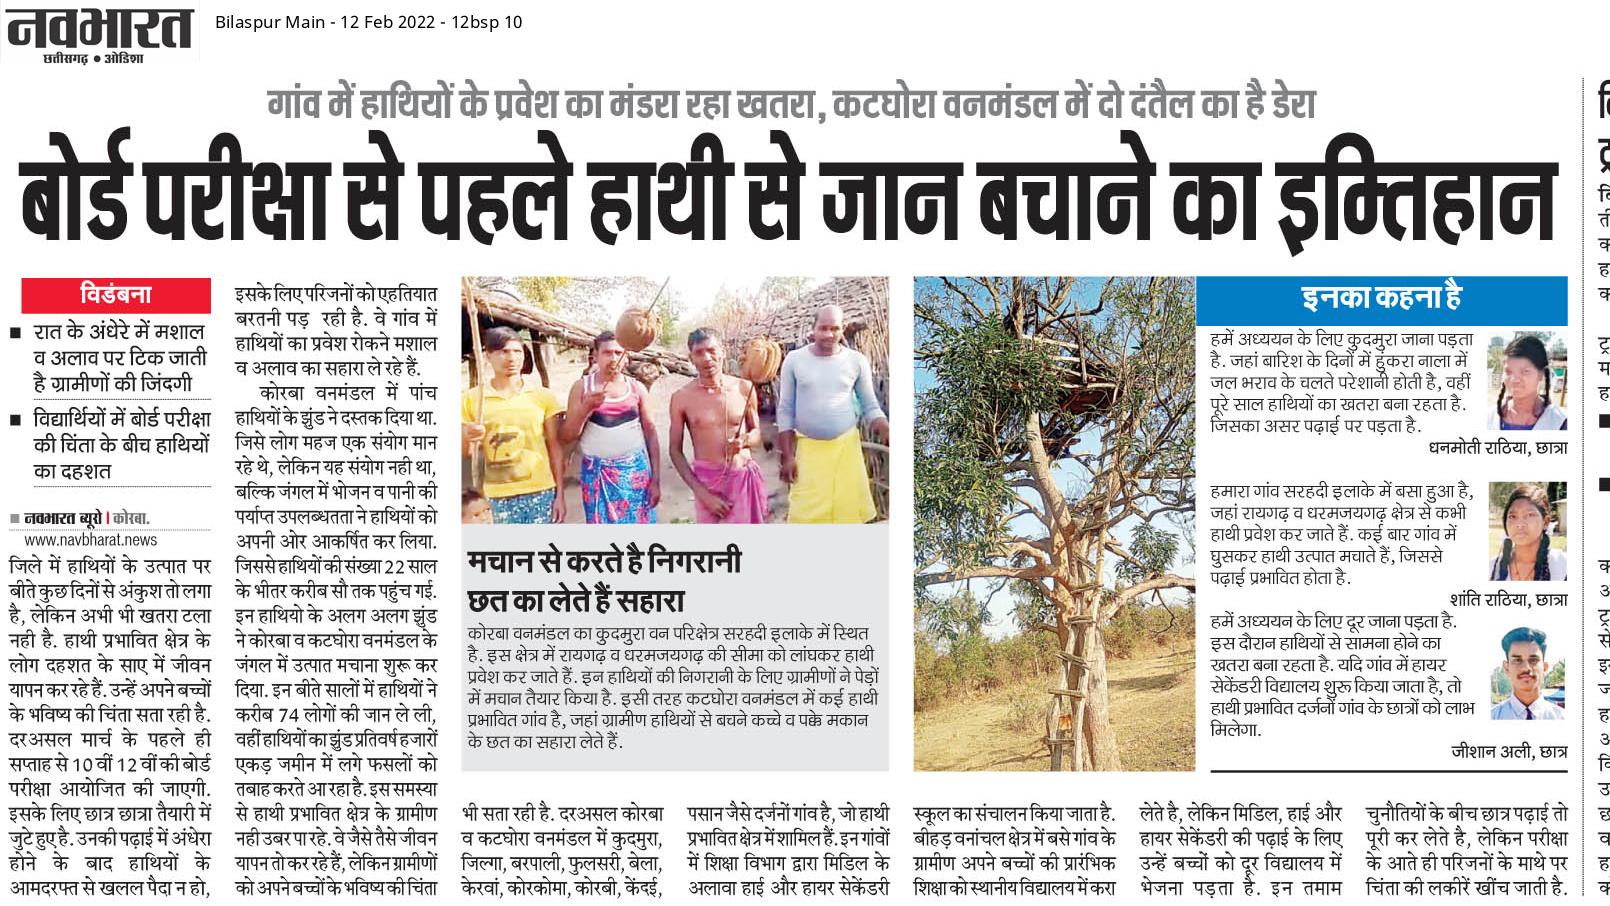 नवभारत
छत्तीसगढ़ • ओडिशा
Bilaspur Main - 12 Feb 2022 - 12bsp 10
गांव में हाथियों के प्रवेश का मंडरा रहा खतरा, कटघोरा वनमंडल में दो दंतैल का है डेरा
बोर्ड परीक्षा से पहले हाथी से जान बचाने का इम्तिहान
विडंबना
■ रात के अंधेरे में मशाल
व अलाव पर टिक जाती
है ग्रामीणों की जिंदगी
■ विद्यार्थियों में बोर्ड परीक्षा
की चिंता के बीच हाथियों
का दहशत
■ नवभारत ब्यूरो | कोरबा.
www.navbharat.news
जिले में हाथियों के उत्पात पर
बीते कुछ दिनों से अंकुश तो लगा
है, लेकिन अभी भी खतरा टला
नही है. हाथी प्रभावित क्षेत्र के
लोग दहशत के साए में जीवन
यापन कर रहे हैं. उन्हें अपने बच्चों
के भविष्य की चिंता सता रही है.
दरअसल मार्च के पहले ही
सप्ताह से 10 वीं 12 वीं की बोर्ड
परीक्षा आयोजित की जाएगी.
इसके लिए छात्र छात्रा तैयारी में
जुटे हुए है. उनकी पढ़ाई में अंधेरा
होने के बाद हाथियों के
आमदरफ्त से खलल पैदा न हो,
इसके लिए परिजनों को एहतियात
बरतनी पड़ रही है. वे गांव में
हाथियों का प्रवेश रोकने मशाल
व अलाव का सहारा ले रहे हैं.
कोरबा वनमंडल में पांच
हाथियों के झुंड ने दस्तक दिया था.
जिसे लोग महज एक संयोग मान
रहे थे, लेकिन यह संयोग नही था,
बल्कि जंगल में भोजन व पानी की
पर्याप्त उपलब्धतता ने हाथियों को
अपनी ओर आकर्षित कर लिया.
जिससे हाथियों की संख्या 22 साल
के भीतर करीब सौ तक पहुंच गई.
इन हाथियो के अलग अलग झुंड
ने कोरबा व कटघोरा वनमंडल के
जंगल में उत्पात मचाना शुरू कर
दिया. इन बीते सालों में हाथियों ने
करीब 74 लोगों की जान ले ली,
वहीं हाथियों का झुंड प्रतिवर्ष हजारों
एकड़ जमीन में लगे फसलों को
तबाह करते आ रहा है. इस समस्या
से हाथी प्रभावित क्षेत्र के ग्रामीण
नही उबर पा रहे. वे जैसे तैसे जीवन
यापन तो कर रहे हैं, लेकिन ग्रामीणों
को अपने बच्चों के भविष्य की चिंता
मचान से करते है निगरानी
छत का लेते हैं सहारा
कोरबा वनमंडल का कुदमुरा वन परिक्षेत्र सरहदी इलाके में स्थित
है. इस क्षेत्र में रायगढ़ व धरमजयगढ़ की सीमा को लांघकर हाथी
प्रवेश कर जाते हैं. इन हाथियों की निगरानी के लिए ग्रामीणों ने पेड़ों
में मचान तैयार किया है. इसी तरह कटघोरा वनमंडल में कई हाथी
प्रभावित गांव है, जहां ग्रामीण हाथियों से बचने कच्चे व पक्के मकान
के छत का सहारा लेते हैं.
इनका कहना है
हमें अध्ययन के लिए कुदमुरा जाना पड़ता
है. जहां बारिश के दिनों में हुंकरा नाला में
जल भराव के चलते परेशानी होती है, वहीं
पूरे साल हाथियों का खतरा बना रहता है.
जिसका असर पढ़ाई पर पड़ता है.
धनमोती राठिया, छात्रा
हमारा गांव सरहदी इलाके में बसा हुआ है,
जहां रायगढ़ व धरमजयगढ़ क्षेत्र से कभी
हाथी प्रवेश कर जाते हैं. कई बार गांव में
घुसकर हाथी उत्पात मचाते हैं, जिससे
पढ़ाई प्रभावित होता है.
शांति राठिया, छात्रा
हमें अध्ययन के लिए दूर जाना पड़ता है.
इस दौरान हाथियों से सामना होने का
खतरा बना रहता है. यदि गांव में हायर
सेकेंडरी विद्यालय शुरू किया जाता है, तो
हाथी प्रभावित दर्जनों गांव के छात्रों को लाभ
मिलेगा.
जीशान अली, छात्र
भी सता रही है. दरअसल कोरबा
व कटघोरा वनमंडल में कुदमुरा,
जिल्गा, बरपाली, फुलसरी, बेला,
केरवां, कोरकोमा, कोरबी, केंदई,
पसान जैसे दर्जनों गांव है, जो हाथी
प्रभावित क्षेत्र में शामिल हैं. इन गांवों
में शिक्षा विभाग द्वारा मिडिल के
अलावा हाई और हायर सेकेंडरी
स्कूल का संचालन किया जाता है.
बीहड़ वनांचल क्षेत्र में बसे गांव के
ग्रामीण अपने बच्चों की प्रारंभिक
शिक्षा को स्थानीय विद्यालय में करा
लेते है, लेकिन मिडिल, हाई और
हायर सेकेंडरी की पढ़ाई के लिए
उन्हें बच्चों को दूर विद्यालय में
भेजना पड़ता है. इन तमाम
चुनौतियों के बीच छात्र पढ़ाई तो
पूरी कर लेते है, लेकिन परीक्षा
के आते ही परिजनों के माथे पर
चिंता की लकीरें खींच जाती है.